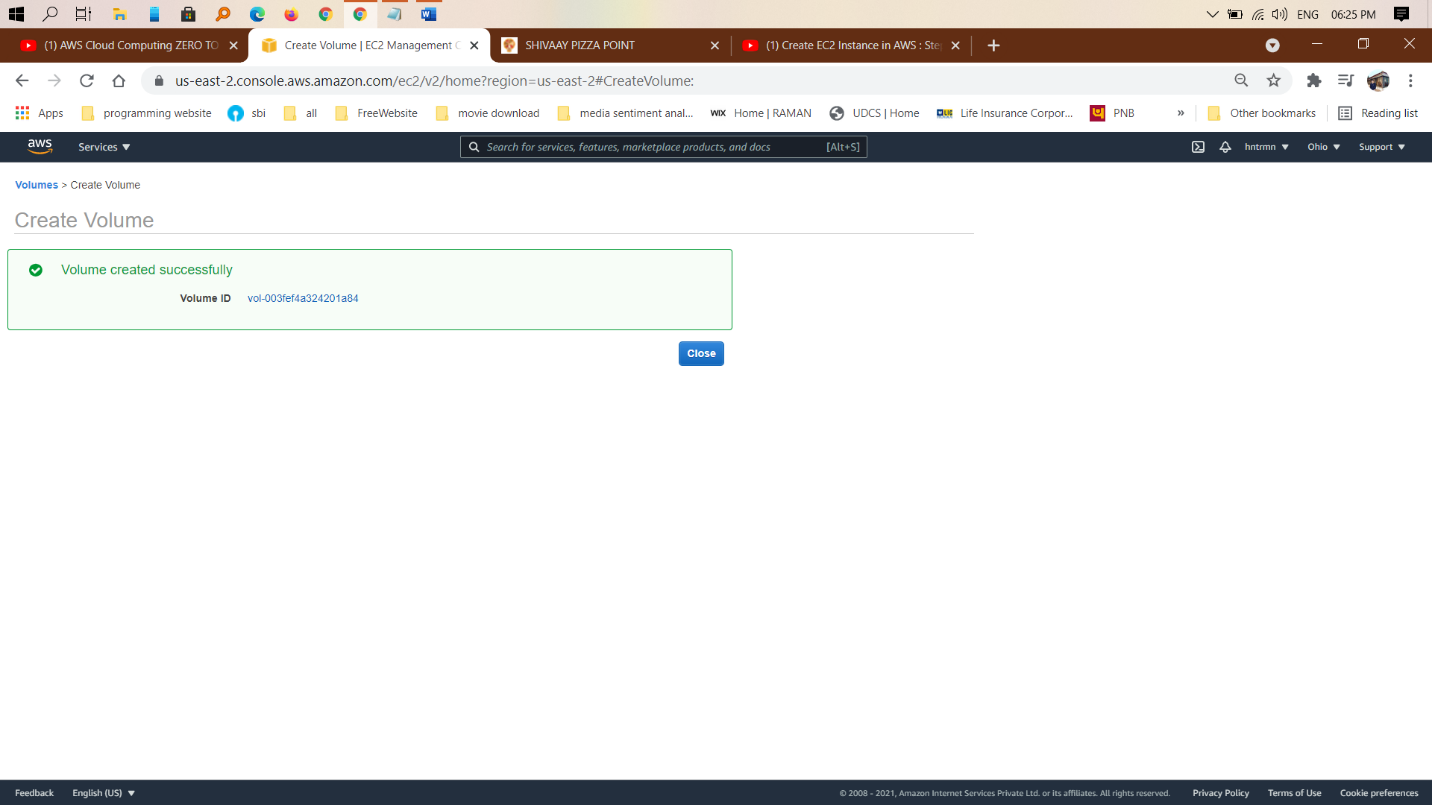 ENG 06:25 PM
(1) AWS Cloud Computing ZERO TO
Create Volume | EC2 Management C
SHIVAAY PIZZA POINT
(1) Create EC2 Instance in AWS : Ste
us-east-2.console.aws.amazon.com/ec2/v2/home?region=us-east-2#CreateVolume:
Apps programming website sbi all FreeWebsite movie download media sentiment anal... WIX Home | RAMAN UDCS | Home LIC Life Insurance Corpor... PNB » Other bookmarks Reading list
aws Services Search for services, features, marketplace products, and docs [Alt+S] hntrmn Ohio Support
Volumes > Create Volume
Create Volume
Volume created successfully
Volume ID vol-003fef4a324201a84
Close
Feedback English (US) © 2008 - 2021, Amazon Internet Services Private Ltd. or its affiliates. All rights reserved. Privacy Policy Terms of Use Cookie preferences